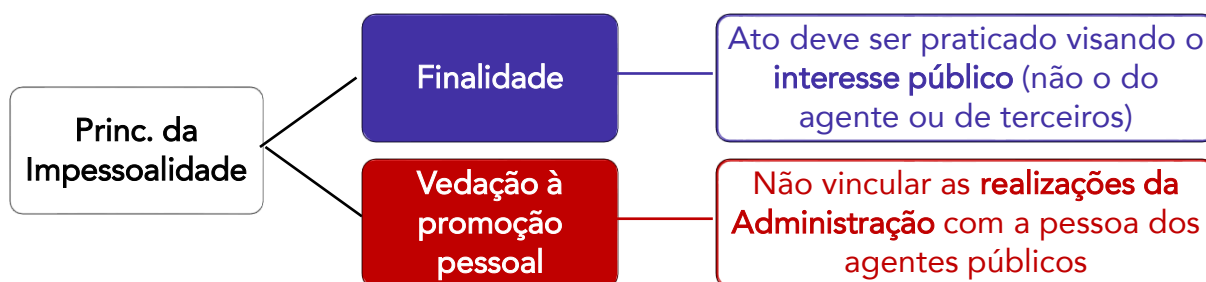 Princ. da
Impessoalidade
Finalidade
Ato deve ser praticado visando o
interesse público (não o do
agente ou de terceiros)
Vedação à
promoção
pessoal
Não vincular as realizações da
Administração com a pessoa dos
agentes públicos